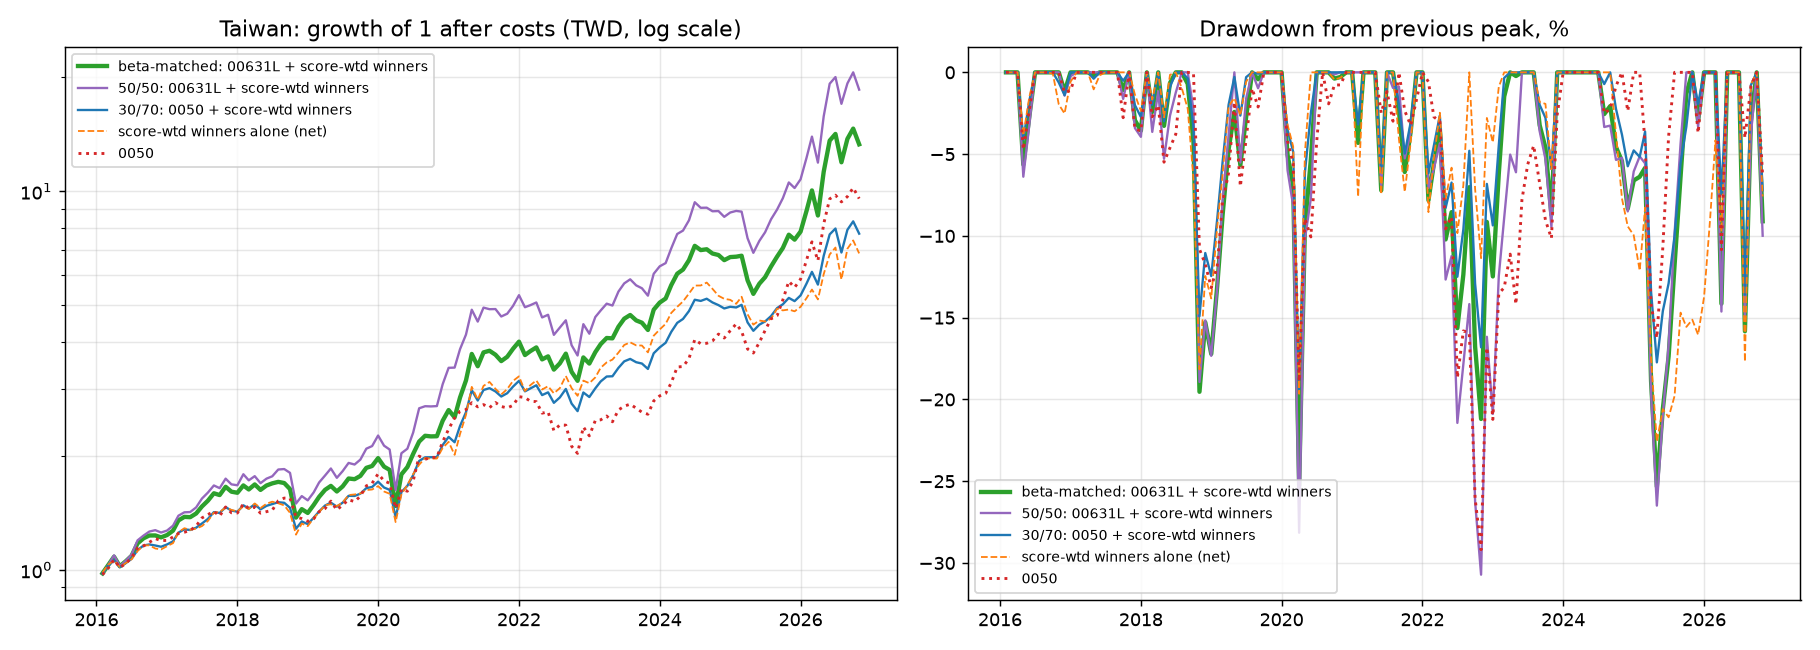 Taiwan: growth of 1 after costs (TWD, log scale)
beta-matched: 00631L + score-wtd winners
50/50: 00631L + score-wtd winners
30/70: 0050 + score-wtd winners
score-wtd winners alone (net)
0050
10¹
10⁰
2016 2018 2020 2022 2024 2026
Drawdown from previous peak, %
0
−5
−10
−15
−20
−25
−30
beta-matched: 00631L + score-wtd winners
50/50: 00631L + score-wtd winners
30/70: 0050 + score-wtd winners
score-wtd winners alone (net)
0050
2016 2018 2020 2022 2024 2026